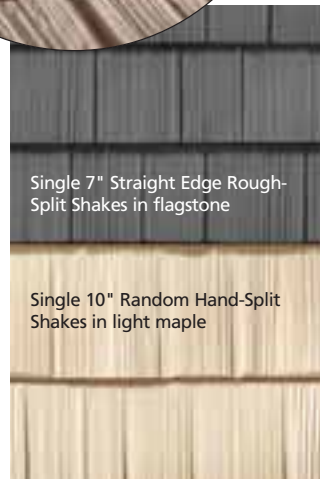 Single 7" Straight Edge Rough-
Split Shakes in flagstone
Single 10" Random Hand-Split
Shakes in light maple